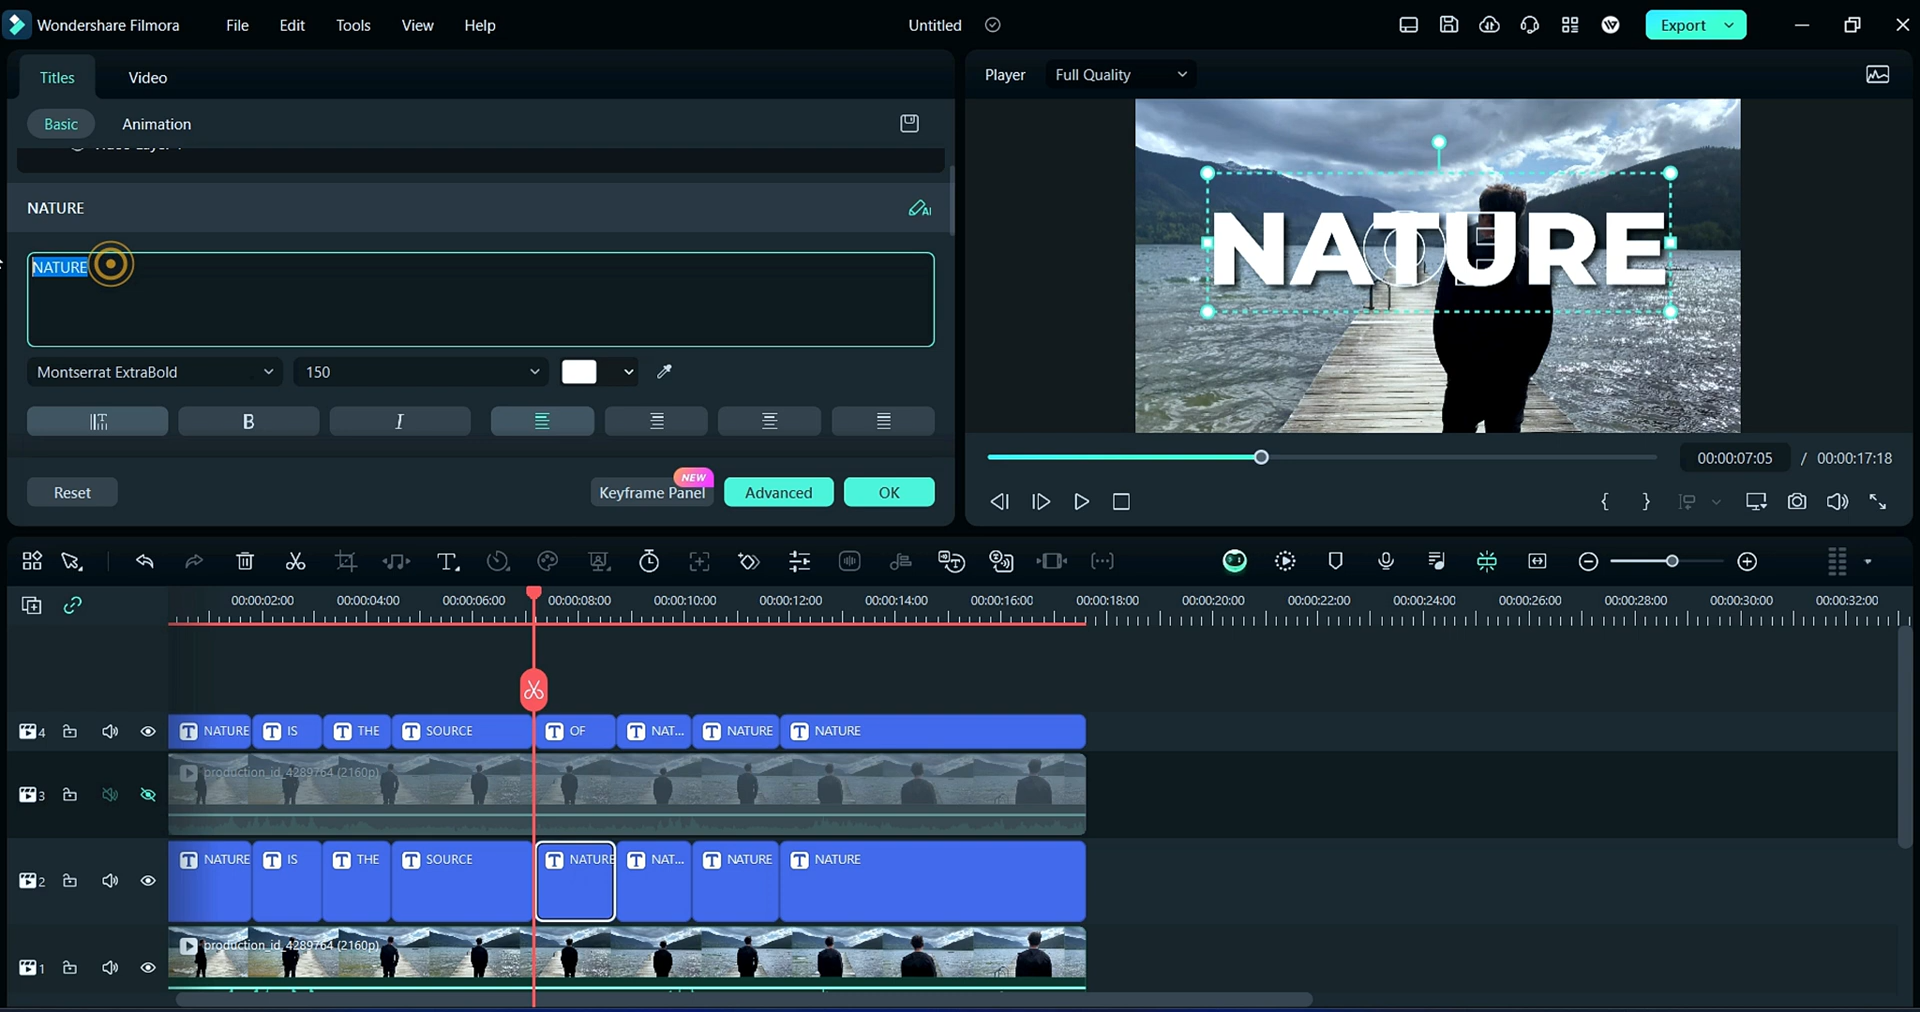 Wondershare Filmora File Edit Tools View Help Untitled Export
Titles Video
Player Full Quality
Basic Animation
NATURE
AI
NATURE
NATURE
OF
Montserrat ExtraBold 150
B I
00:00:07:05 / 00:00:17:18
NEW
Reset Keyframe Panel Advanced OK
00:00:02:00 00:00:04:00 00:00:06:00 00:00:08:00 00:00:10:00 00:00:12:00 00:00:14:00 00:00:16:00 00:00:18:00 00:00:20:00 00:00:22:00 00:00:24:00 00:00:26:00 00:00:28:00 00:00:30:00 00:00:32:00
4 T NATURE T IS T THE T SOURCE T OF T NAT... T NATURE T NATURE
production_id_4289764 (2160p)
3
T NATURE T IS T THE T SOURCE T NATURE T NAT... T NATURE T NATURE
2
production_id_4289764 (2160p)
1